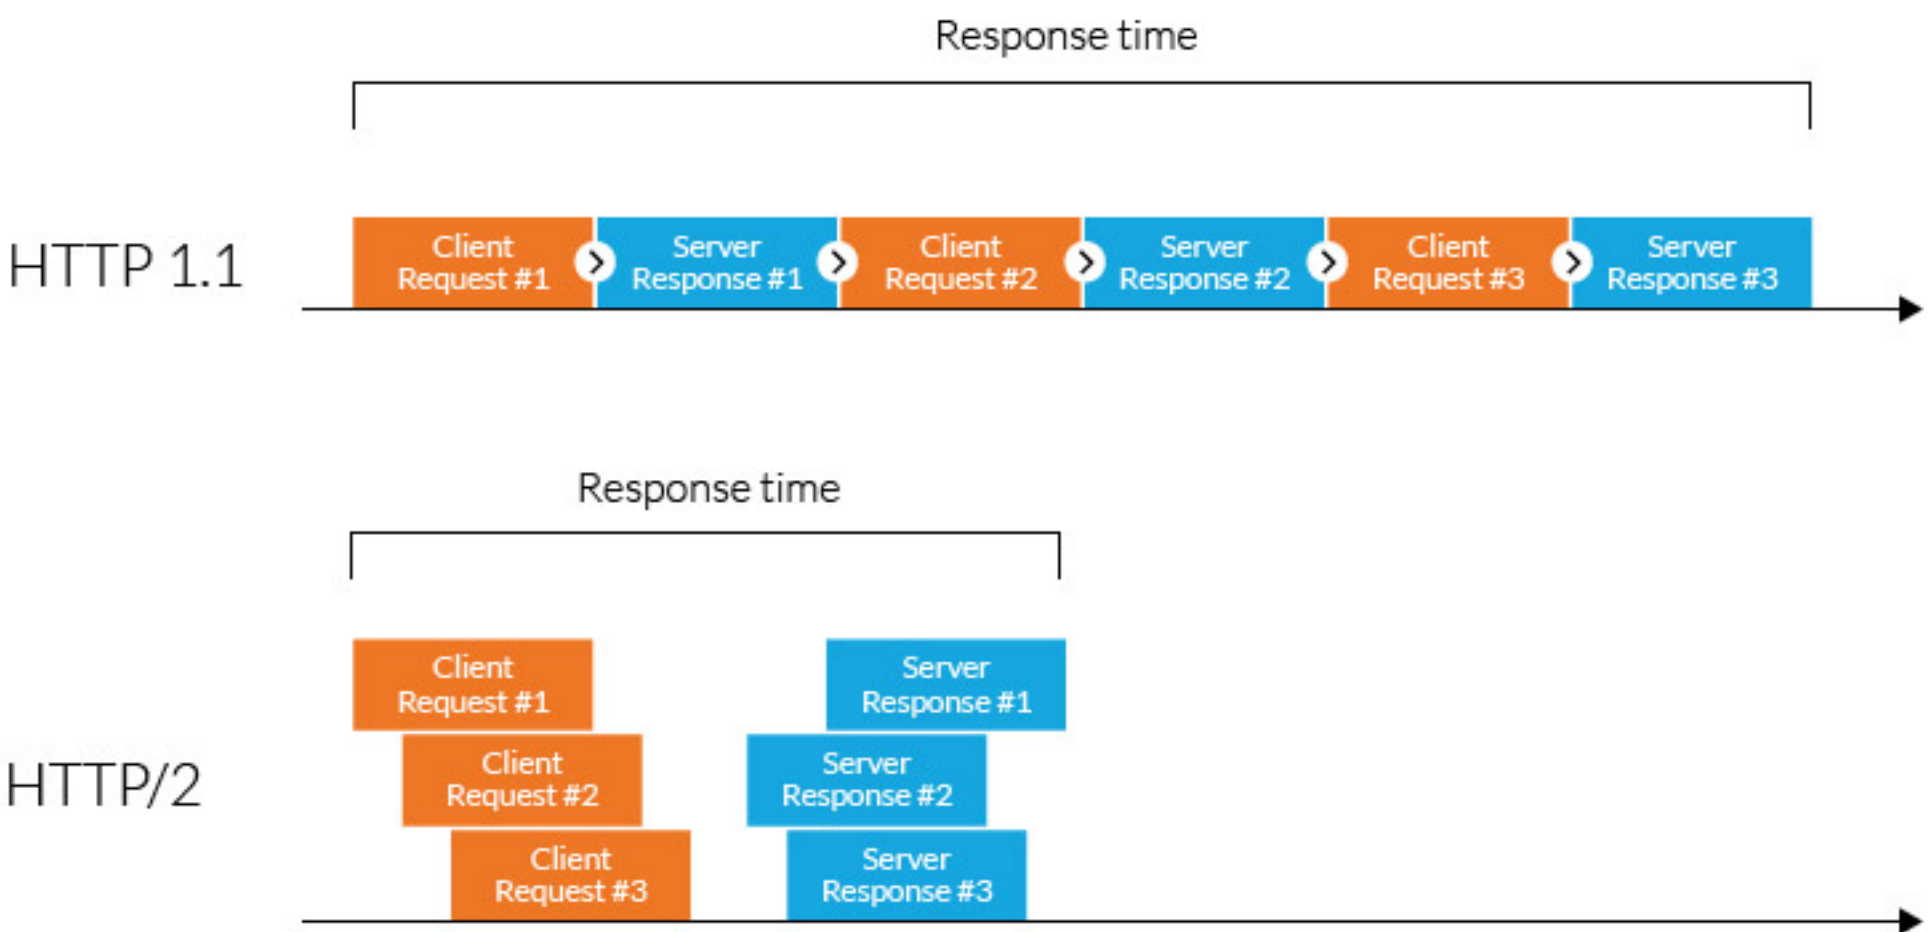 Response time
HTTP 1.1
Client
Request #1
Server
Response #1
Client
Request #2
Server
Response #2
Client
Request #3
Server
Response #3
Response time
HTTP/2
Client
Request #1
Server
Response #1
Client
Request #2
Server
Response #2
Client
Request #3
Server
Response #3